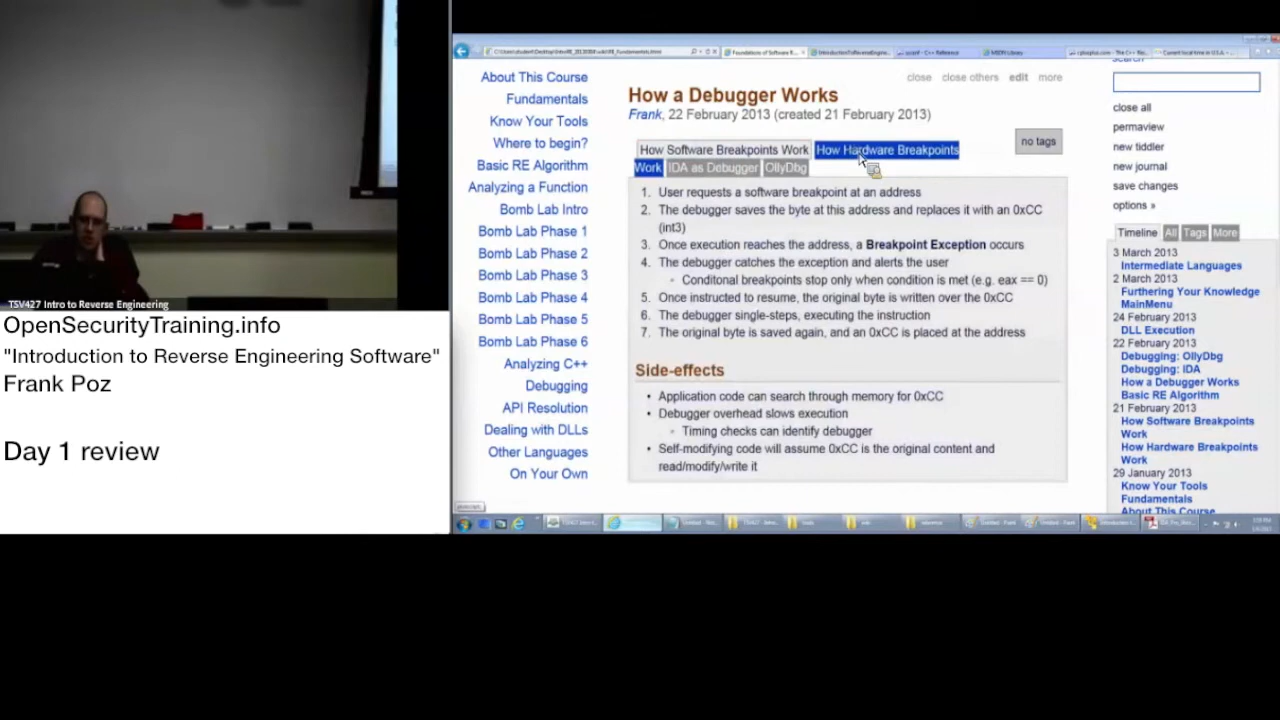 TSV427 Intro to Reverse Engineering
OpenSecurityTraining.info
"Introduction to Reverse Engineering Software"
Frank Poz
Day 1 review
About This Course
Fundamentals
Know Your Tools
Where to begin?
Basic RE Algorithm
Analyzing a Function
Bomb Lab Intro
Bomb Lab Phase 1
Bomb Lab Phase 2
Bomb Lab Phase 3
Bomb Lab Phase 4
Bomb Lab Phase 5
Bomb Lab Phase 6
Analyzing C++
Debugging
API Resolution
Dealing with DLLs
Other Languages
On Your Own
close close others edit more
How a Debugger Works
Frank, 22 February 2013 (created 21 February 2013)
no tags
How Software Breakpoints Work How Hardware Breakpoints
Work IDA as Debugger OllyDbg
1. User requests a software breakpoint at an address
2. The debugger saves the byte at this address and replaces it with an 0xCC
(int3)
3. Once execution reaches the address, a Breakpoint Exception occurs
4. The debugger catches the exception and alerts the user
Conditonal breakpoints stop only when condition is met (e.g. eax == 0)
5. Once instructed to resume, the original byte is written over the 0xCC
6. The debugger single-steps, executing the instruction
7. The original byte is saved again, and an 0xCC is placed at the address
Side-effects
• Application code can search through memory for 0xCC
• Debugger overhead slows execution
Timing checks can identify debugger
• Self-modifying code will assume 0xCC is the original content and
read/modify/write it
search
close all
permaview
new tiddler
new journal
save changes
options »
Timeline All Tags More
3 March 2013
Intermediate Languages
2 March 2013
Furthering Your Knowledge
MainMenu
24 February 2013
DLL Execution
22 February 2013
Debugging: OllyDbg
Debugging: IDA
How a Debugger Works
Basic RE Algorithm
21 February 2013
How Software Breakpoints
Work
How Hardware Breakpoints
Work
29 January 2013
Know Your Tools
Fundamentals
About This Course